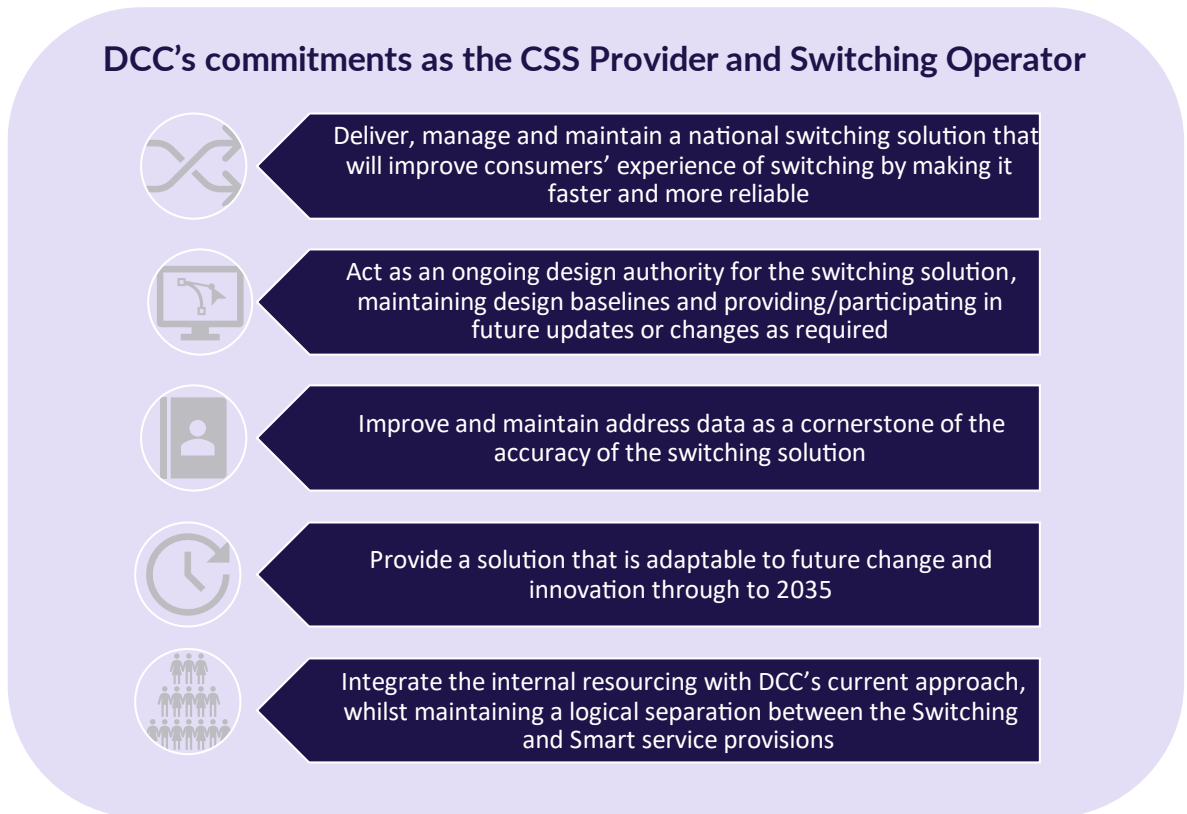 DCC's commitments as the CSS Provider and Switching Operator
Deliver, manage and maintain a national switching solution that
will improve consumers' experience of switching by making it
faster and more reliable
Act as an ongoing design authority for the switching solution,
maintaining design baselines and providing/participating in
future updates or changes as required
Improve and maintain address data as a cornerstone of the
accuracy of the switching solution
Provide a solution that is adaptable to future change and
innovation through to 2035
Integrate the internal resourcing with DCC's current approach,
whilst maintaining a logical separation between the Switching
and Smart service provisions